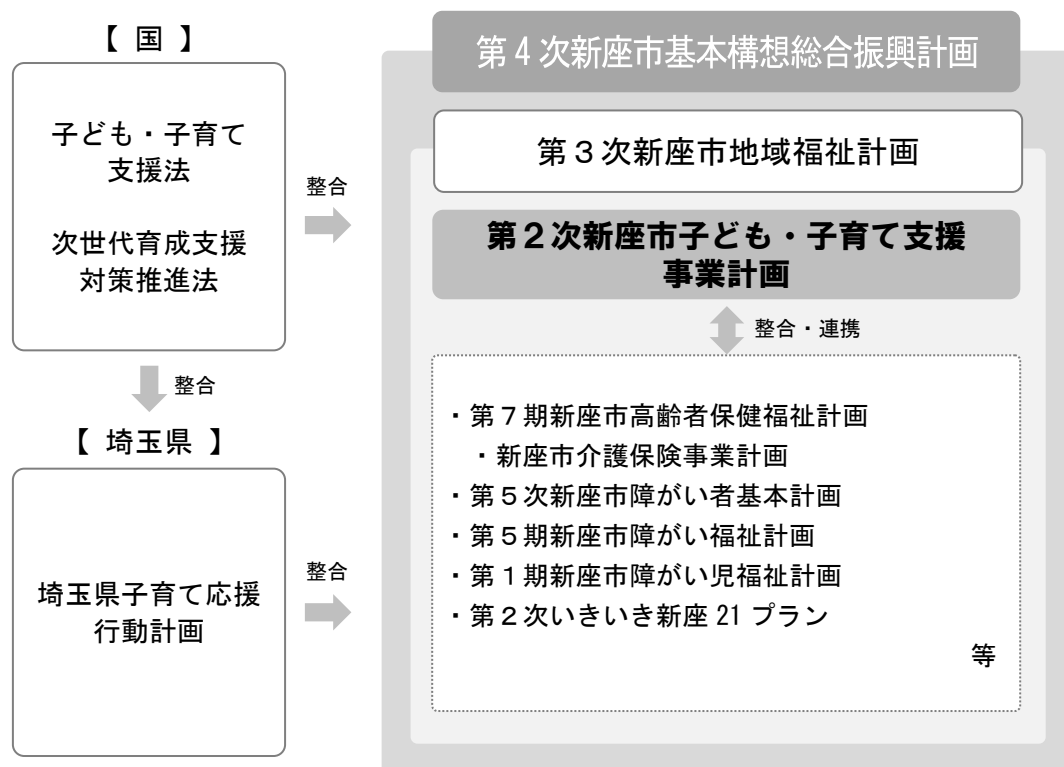 【 国 】
子ども・子育て
支援法
次世代育成支援
対策推進法
整合
整合
【 埼玉県 】
埼玉県子育て応援
行動計画
整合
第4次新座市基本構想総合振興計画
第３次新座市地域福祉計画
第２次新座市子ども・子育て支援
事業計画
整合・連携
・第７期新座市高齢者保健福祉計画
・新座市介護保険事業計画
・第５次新座市障がい者基本計画
・第５期新座市障がい福祉計画
・第１期新座市障がい児福祉計画
・第２次いきいき新座 21 プラン
等